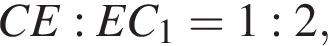 CE : EC₁ = 1 : 2,